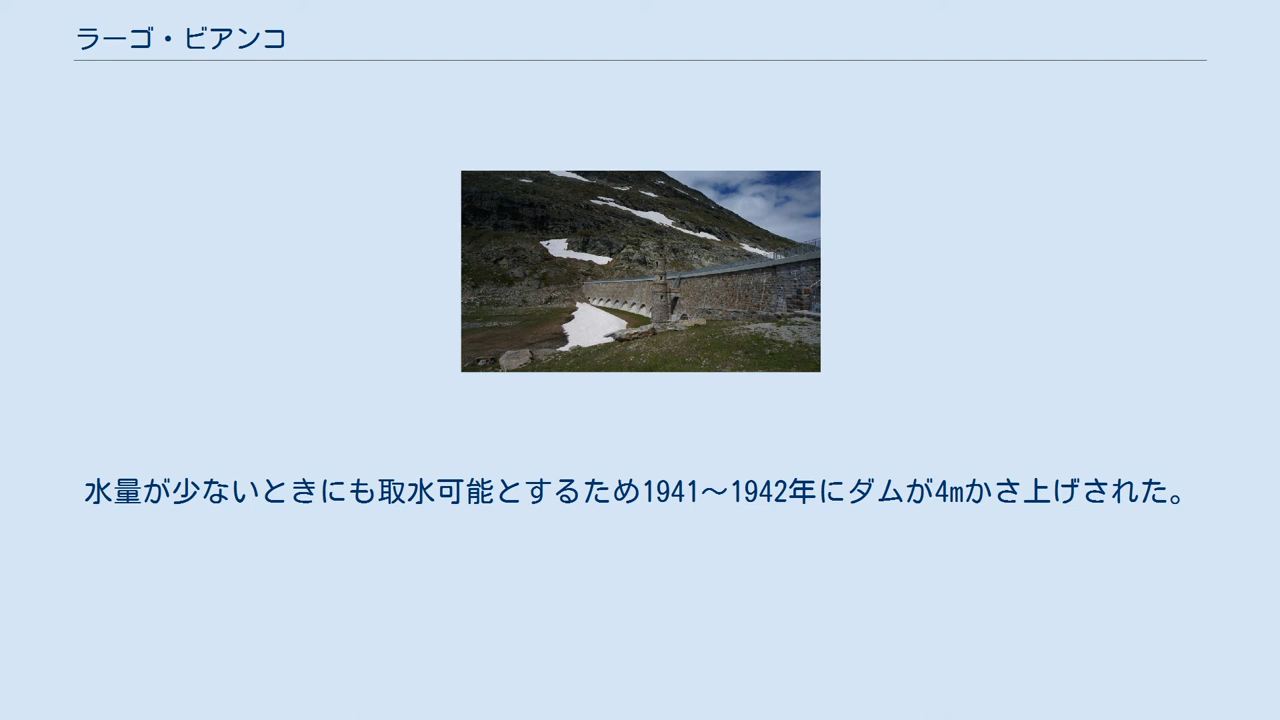 ラーゴ・ビアンコ
水量が少ないときにも取水可能とするため1941～1942年にダムが4mかさ上げされた。